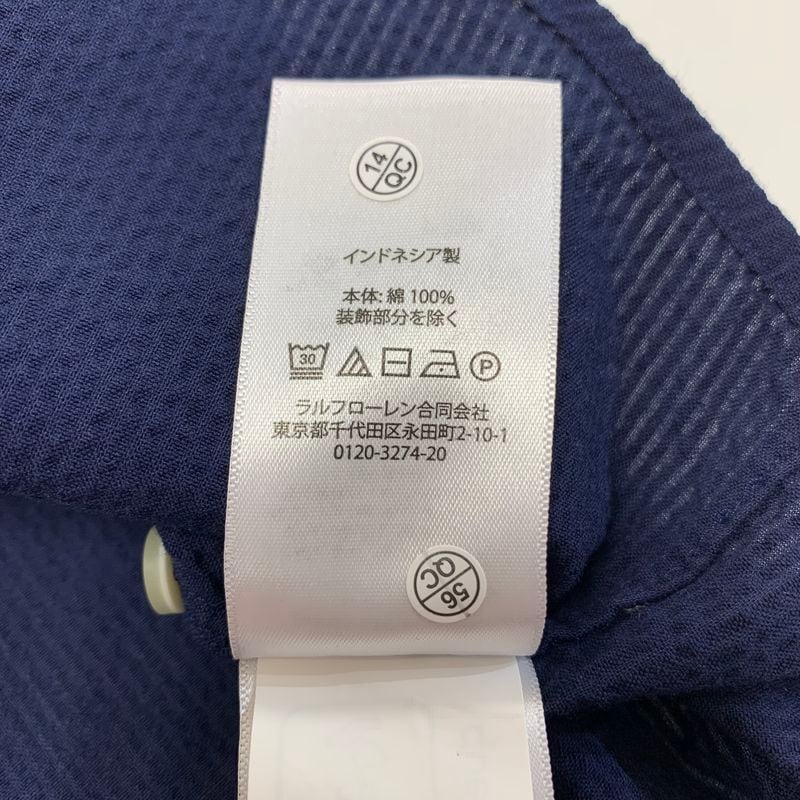 14
QC
インドネシア製
本体: 綿 100%
装飾部分を除く
30
P
ラルフローレン合同会社
東京都千代田区永田町2-10-1
0120-3274-20
56
QC